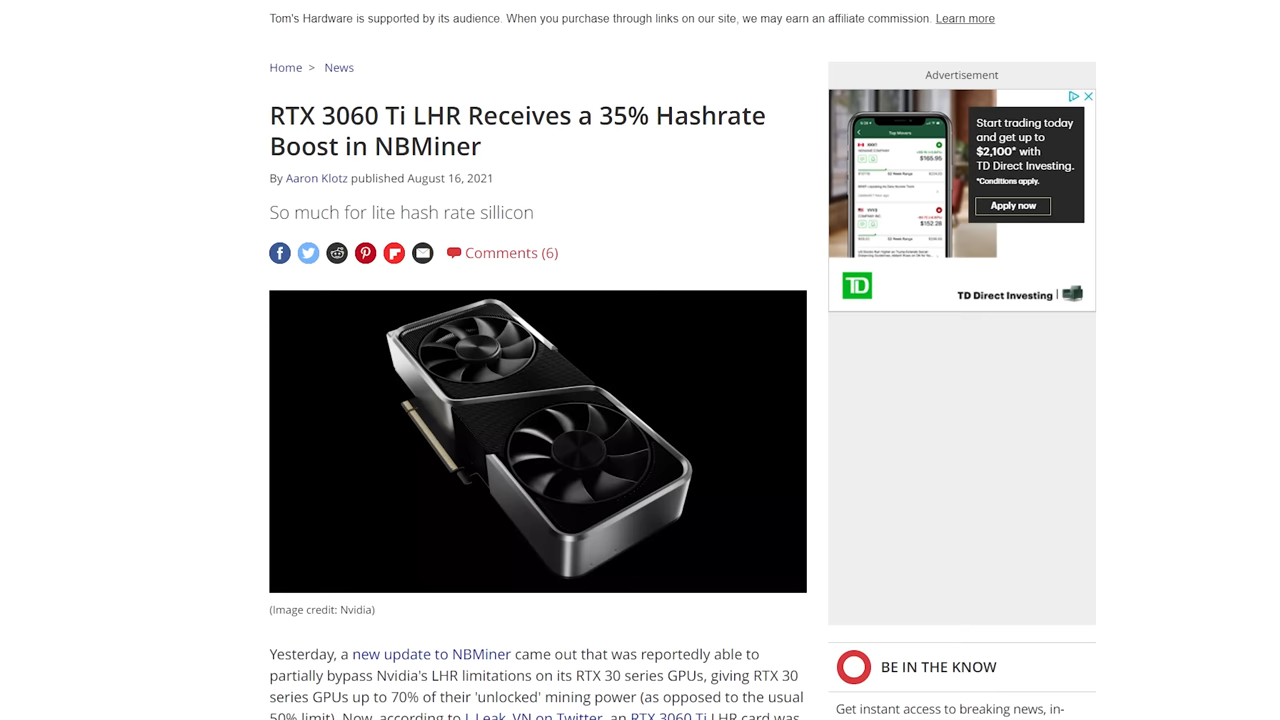 Tom's Hardware is supported by its audience. When you purchase through links on our site, we may earn an affiliate commission. Learn more
Home > News
RTX 3060 Ti LHR Receives a 35% Hashrate
Boost in NBMiner
By Aaron Klotz published August 16, 2021
So much for lite hash rate sillicon
Comments (6)
(Image credit: Nvidia)
Yesterday, a new update to NBMiner came out that was reportedly able to
partially bypass Nvidia's LHR limitations on its RTX 30 series GPUs, giving RTX 30
series GPUs up to 70% of their 'unlocked' mining power (as opposed to the usual
50% limit). Now, according to I_Leak_VN on Twitter, an RTX 3060 Ti LHR card was
Advertisement
Top Movers
$165.95
$152.28
Start trading today
and get up to
$2,100* with
TD Direct Investing.
*Conditions apply.
Apply now
TD
TD Direct Investing
BE IN THE KNOW
Get instant access to breaking news, in-